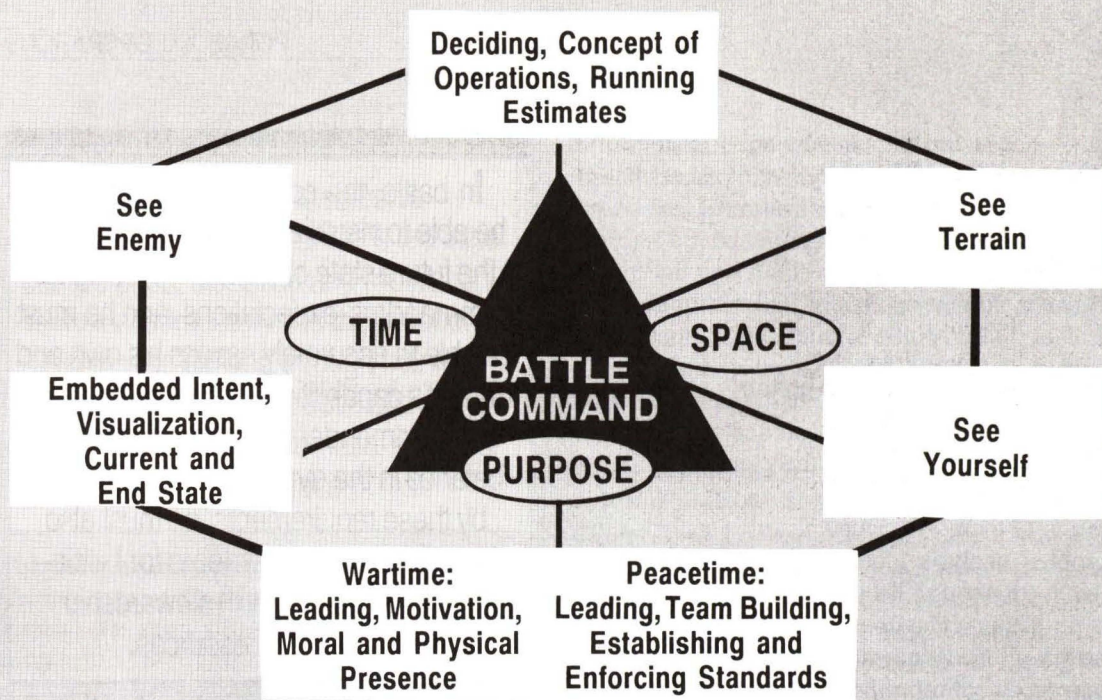 Deciding, Concept of
Operations, Running
Estimates
See
Enemy
See
Terrain
TIME
SPACE
BATTLE
COMMAND
PURPOSE
Embedded Intent,
Visualization,
Current and
End State
See
Yourself
Wartime:
Leading, Motivation,
Moral and Physical
Presence
Peacetime:
Leading, Team Building,
Establishing and
Enforcing Standards